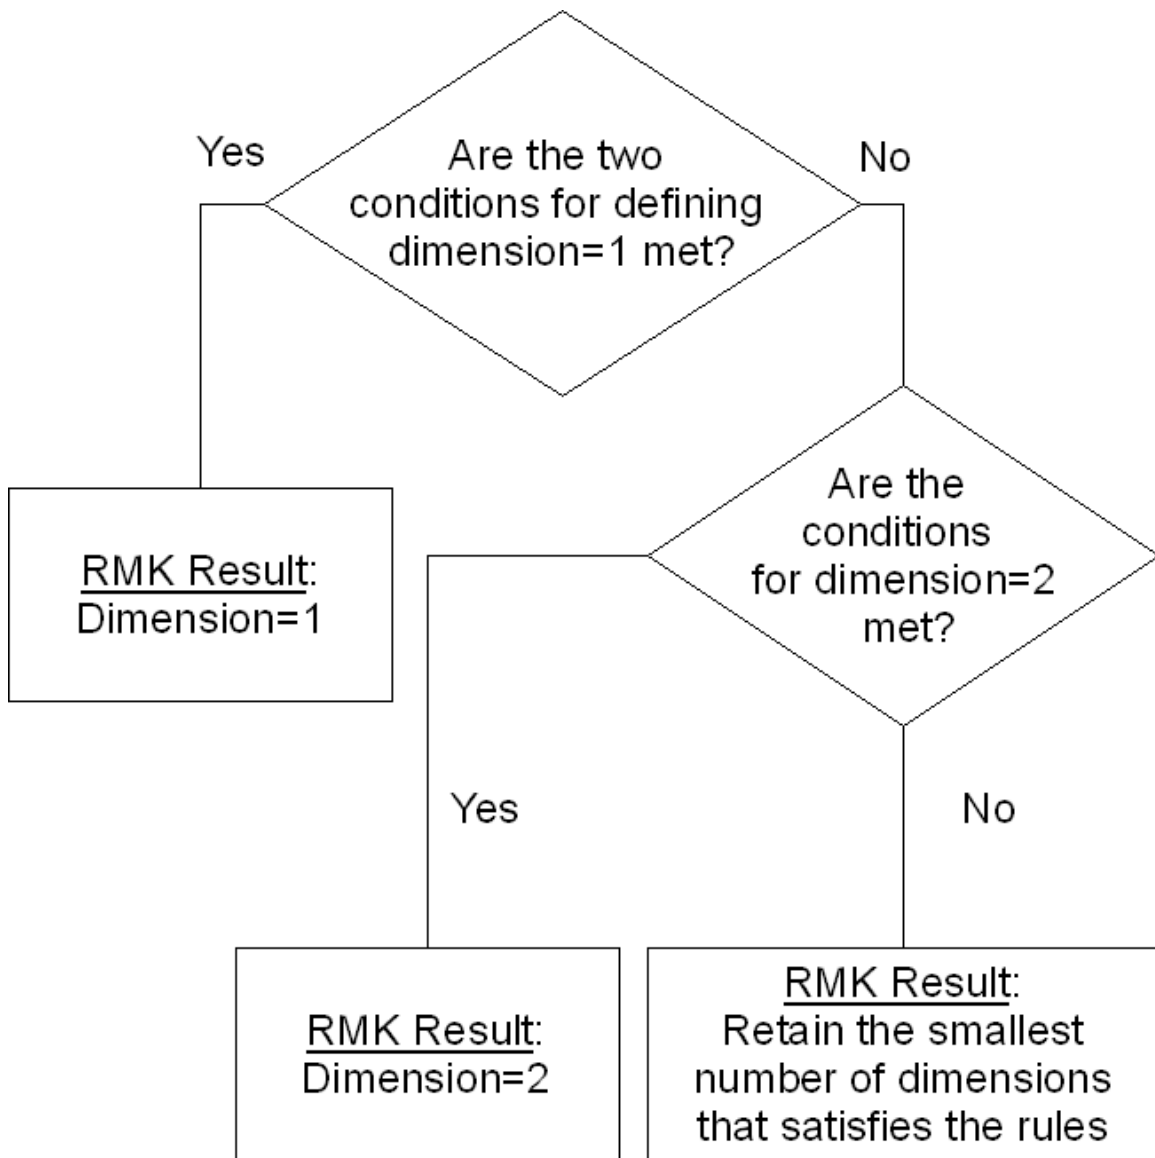 Yes
Are the two
conditions for defining
dimension=1 met?
No
RMK Result:
Dimension=1
Are the
conditions
for dimension=2
met?
Yes
No
RMK Result:
Dimension=2
RMK Result:
Retain the smallest
number of dimensions
that satisfies the rules